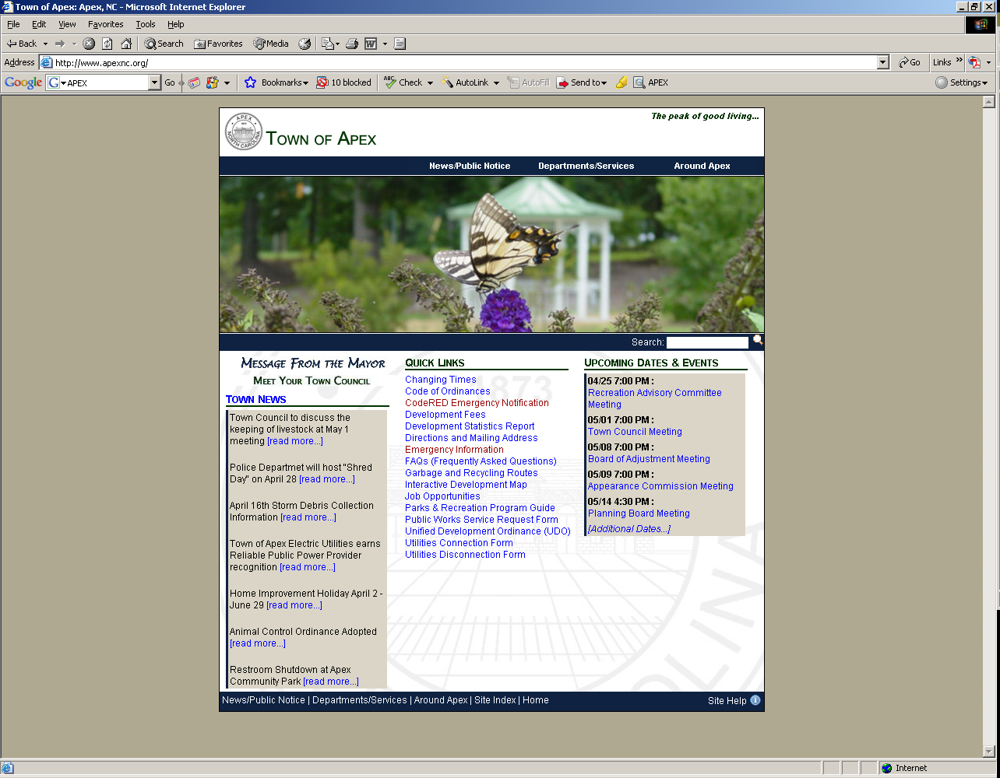 Town of Apex: Apex, NC - Microsoft Internet Explorer
File Edit View Favorites Tools Help
Back Search Favorites Media
Address http://www.apexnc.org/ Go Links »
Google G APEX Go Bookmarks 10 blocked ABC Check AutoLink AutoFill Send to APEX Settings
APEX
1873
NORTH CAROLINA
TOWN OF APEX
The peak of good living...
News/Public Notice Departments/Services Around Apex
Search:
MESSAGE FROM THE MAYOR
MEET YOUR TOWN COUNCIL
TOWN NEWS
Town Council to discuss the
keeping of livestock at May 1
meeting [read more...]
Police Departmet will host "Shred
Day" on April 28 [read more...]
April 16th Storm Debris Collection
Information [read more...]
Town of Apex Electric Utilities earns
Reliable Public Power Provider
recognition [read more...]
Home Improvement Holiday April 2 -
June 29 [read more...]
Animal Control Ordinance Adopted
[read more...]
Restroom Shutdown at Apex
Community Park [read more...]
QUICK LINKS
Changing Times
Code of Ordinances
CodeRED Emergency Notification
Development Fees
Development Statistics Report
Directions and Mailing Address
Emergency Information
FAQs (Frequently Asked Questions)
Garbage and Recycling Routes
Interactive Development Map
Job Opportunities
Parks & Recreation Program Guide
Public Works Service Request Form
Unified Development Ordinance (UDO)
Utilities Connection Form
Utilities Disconnection Form
1873
OLINA
UPCOMING DATES & EVENTS
04/25 7:00 PM :
Recreation Advisory Committee
Meeting
05/01 7:00 PM :
Town Council Meeting
05/08 7:00 PM :
Board of Adjustment Meeting
05/09 7:00 PM :
Appearance Commission Meeting
05/14 4:30 PM :
Planning Board Meeting
[Additional Dates...]
News/Public Notice | Departments/Services | Around Apex | Site Index | Home
Site Help
Internet